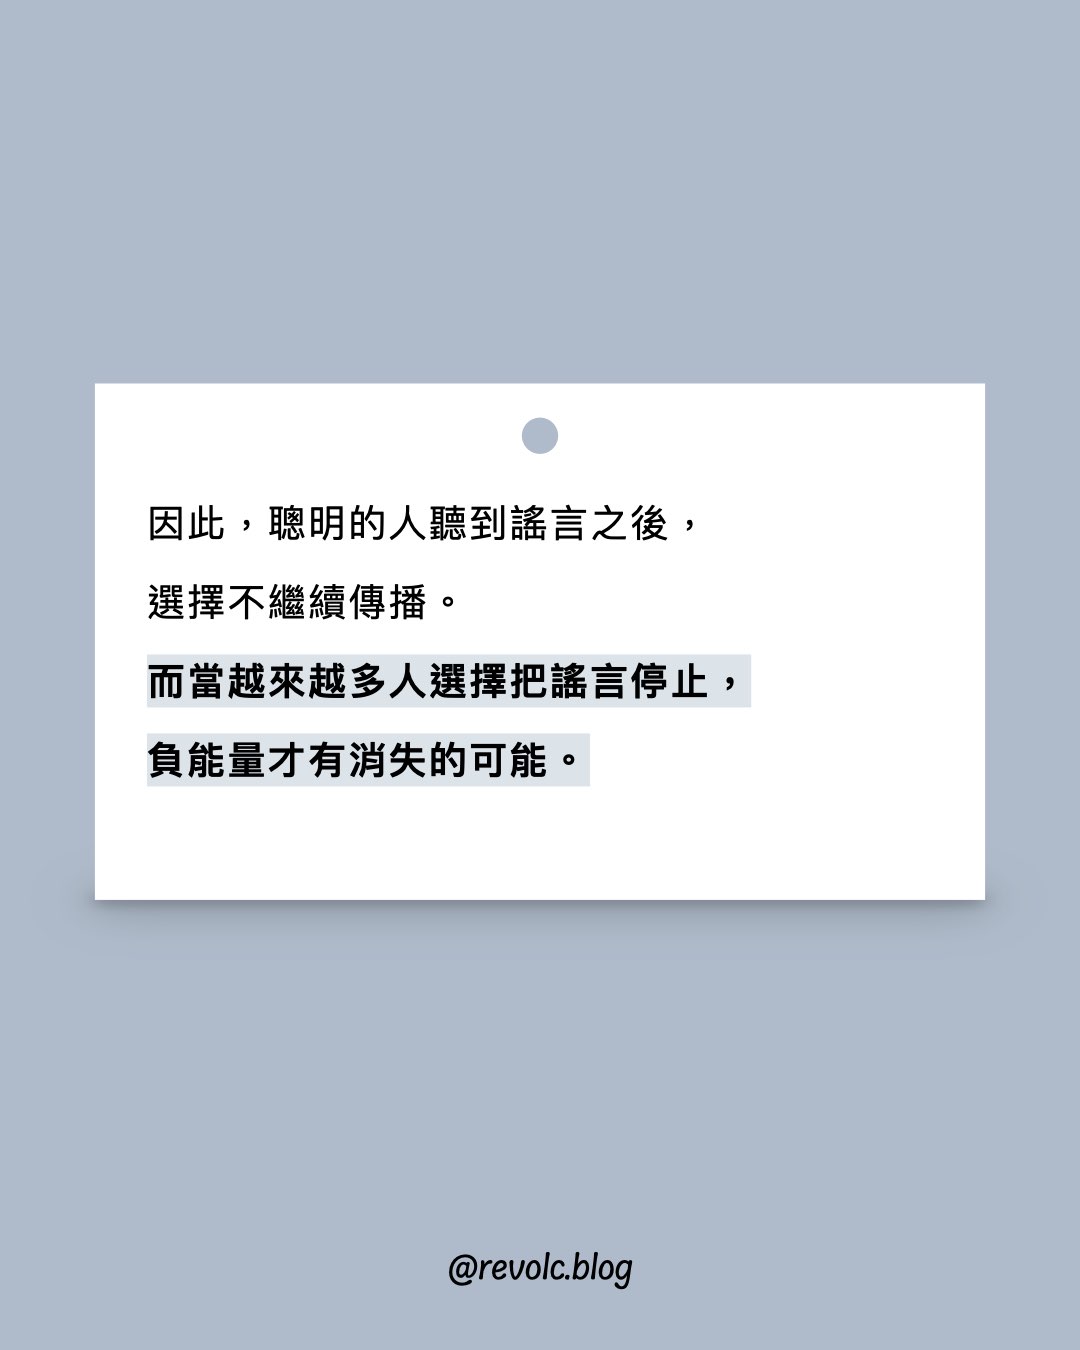 因此，聰明的人聽到謠言之後，
選擇不繼續傳播。
而當越來越多人選擇把謠言停止，
負能量才有消失的可能。
@revolc.blog